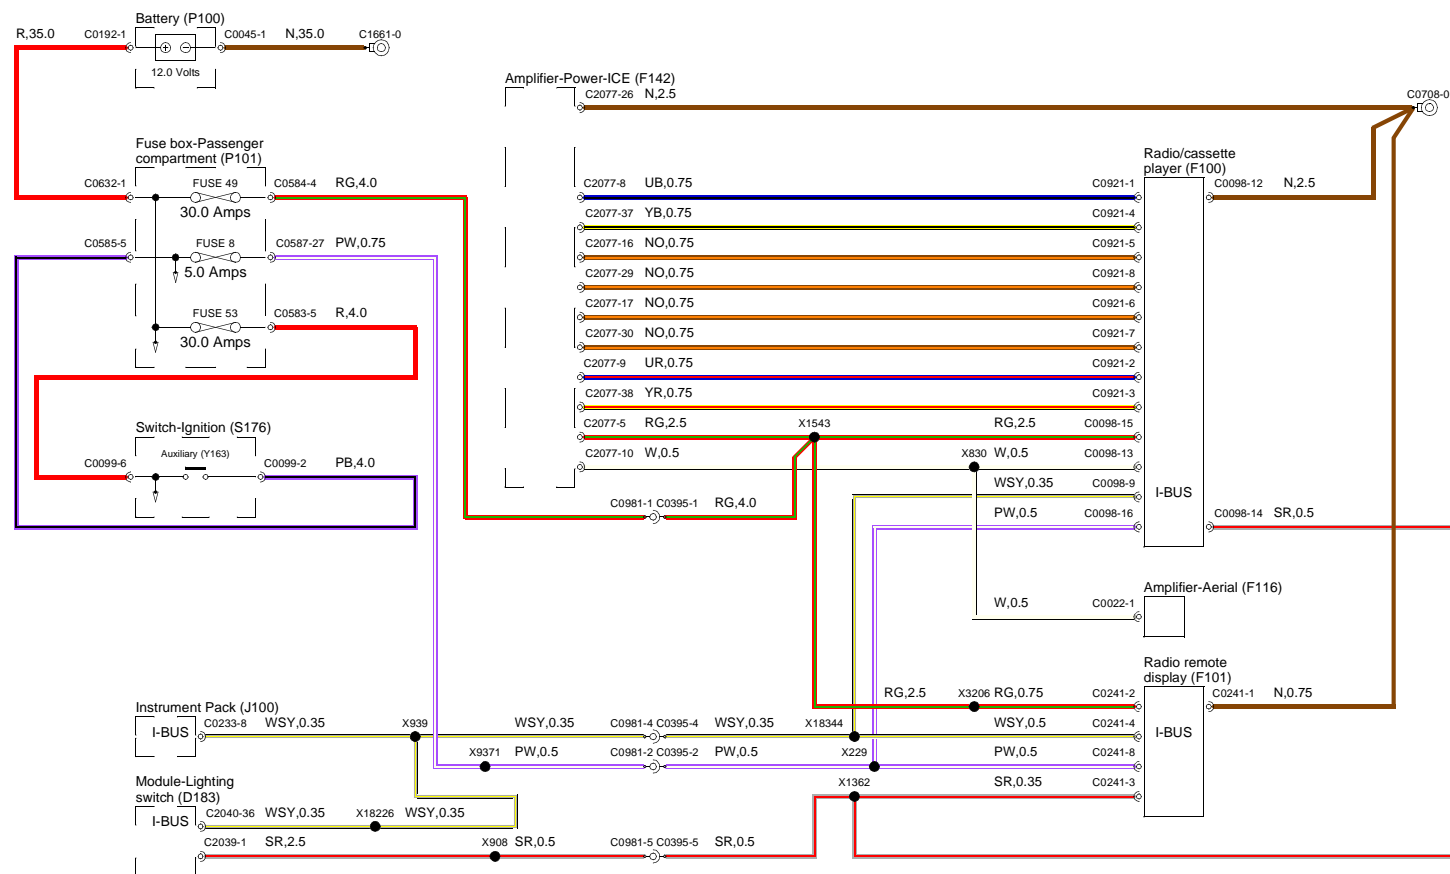 Battery (P100)
R,35.0 C0192-1 C0045-1 N,35.0 C1661-0
12.0 Volts
Amplifier-Power-ICE (F142)
C2077-26 N,2.5 C0708-0
Fuse box-Passenger
compartment (P101)
Radio/cassette
player (F100)
C0632-1 FUSE 49 C0584-4 RG,4.0 C2077-8 UB,0.75 C0921-1 C0098-12 N,2.5
30.0 Amps
C2077-37 YB,0.75 C0921-4
C0585-5 FUSE 8 C0587-27 PW,0.75 C2077-16 NO,0.75 C0921-5
5.0 Amps
C2077-29 NO,0.75 C0921-8
C2077-17 NO,0.75 C0921-6
FUSE 53 C0583-5 R,4.0
30.0 Amps
C2077-30 NO,0.75 C0921-7
C2077-9 UR,0.75 C0921-2
C2077-38 YR,0.75 C0921-3
Switch-Ignition (S176)
C2077-5 RG,2.5 X1543 RG,2.5 C0098-15
Auxiliary (Y163)
C0099-6 C0099-2 PB,4.0
C2077-10 W,0.5 X830 W,0.5 C0098-13
WSY,0.35 C0098-9
I-BUS
C0981-1 C0395-1 RG,4.0
PW,0.5 C0098-16 C0098-14 SR,0.5
Amplifier-Aerial (F116)
W,0.5 C0022-1
Radio remote
display (F101)
RG,2.5 X3206 RG,0.75 C0241-2 C0241-1 N,0.75
Instrument Pack (J100)
I-BUS C0233-8 WSY,0.35 X939 WSY,0.35 C0981-4 C0395-4 WSY,0.35 X18344 WSY,0.5 C0241-4
I-BUS
X9371 PW,0.5 C0981-2 C0395-2 PW,0.5 X229 PW,0.5 C0241-8
Module-Lighting
switch (D183)
X1362 SR,0.35 C0241-3
I-BUS C2040-36 WSY,0.35 X18226 WSY,0.35
C2039-1 SR,2.5 X908 SR,0.5 C0981-5 C0395-5 SR,0.5